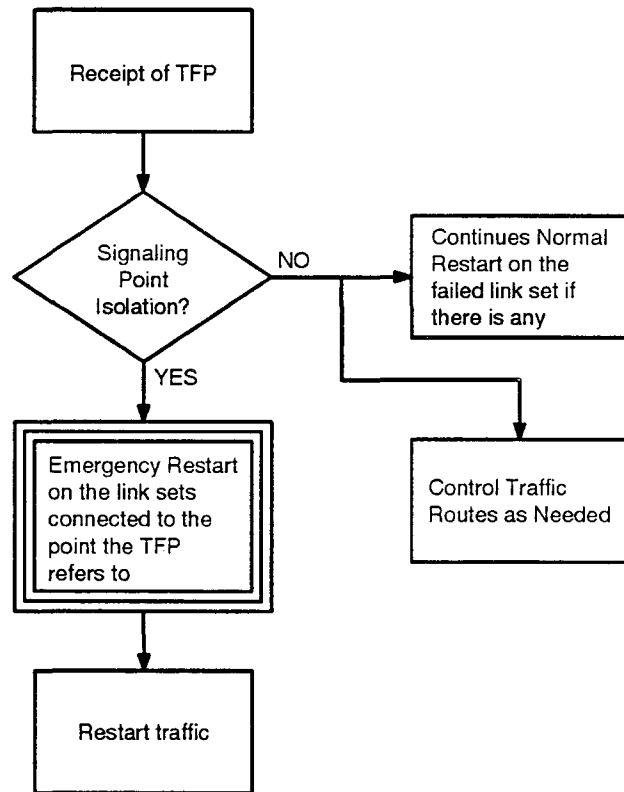 Receipt of TFP
Signaling
Point
Isolation?
NO
Continues Normal
Restart on the
failed link set if
there is any
YES
Emergency Restart
on the link sets
connected to the
point the TFP
refers to
Control Traffic
Routes as Needed
Restart traffic